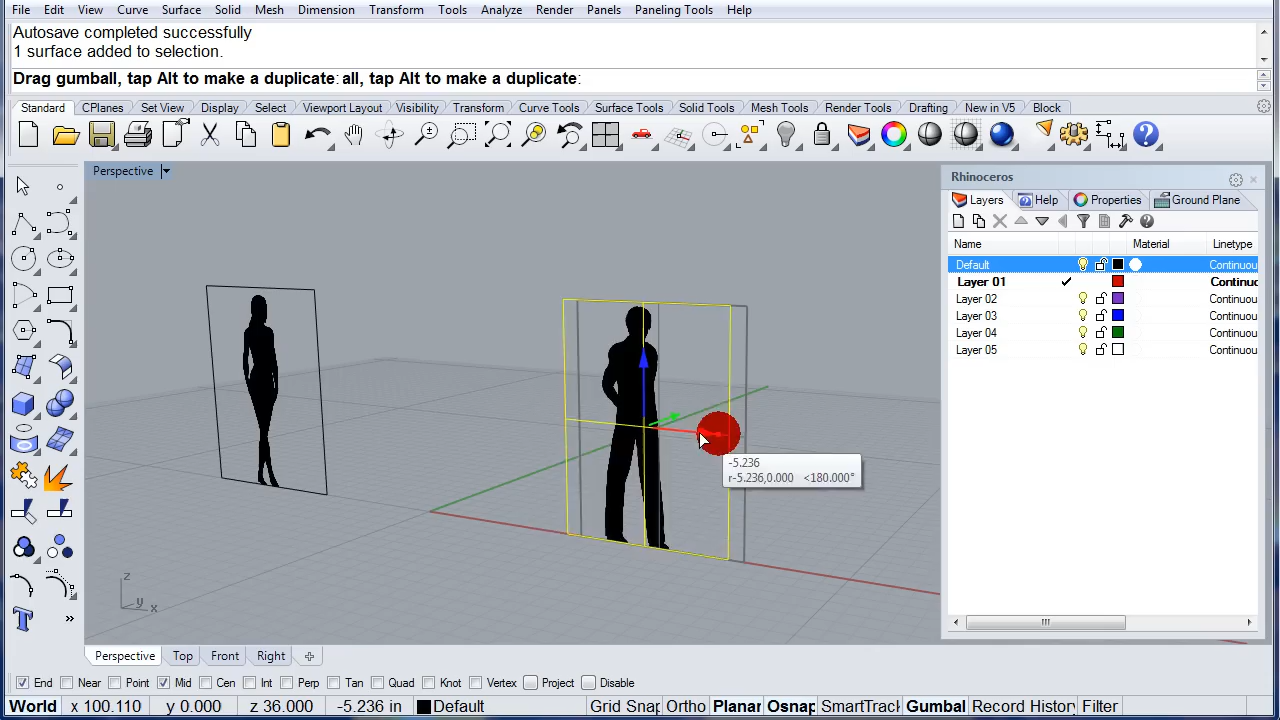 File Edit View Curve Surface Solid Mesh Dimension Transform Tools Analyze Render Panels Paneling Tools Help
Autosave completed successfully
1 surface added to selection.
Drag gumball, tap Alt to make a duplicate: all, tap Alt to make a duplicate:
Standard CPlanes Set View Display Select Viewport Layout Visibility Transform Curve Tools Surface Tools Solid Tools Mesh Tools Render Tools Drafting New in V5 Block
Perspective
Rhinoceros
Layers Help Properties Ground Plane
Name Material Linetype
Default Continuou
Layer 01 Continuc
Layer 02 Continuou
Layer 03 Continuou
Layer 04 Continuou
Layer 05 Continuou
-5.236
r-5.236,0.000 <180.000°
z
y
x
T
»
Perspective Top Front Right
End Near Point Mid Cen Int Perp Tan Quad Knot Vertex Project Disable
World x 100.110 y 0.000 z 36.000 -5.236 in Default Grid Snap Ortho Planar Osnap SmartTrack Gumbal Record History Filter